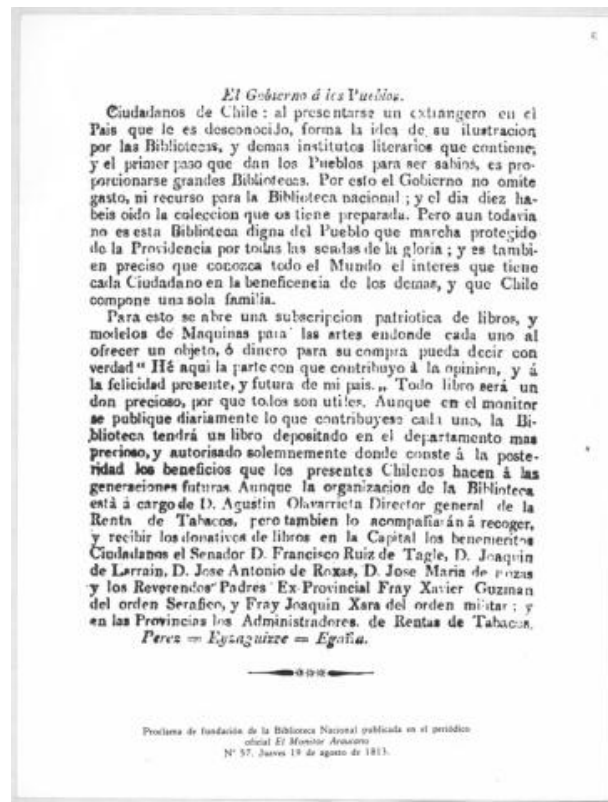 El Gobierno á los Pueblos.
Ciudadanos de Chile : al presentarse un extrangero en el
Pais que le es desconocido, forma la idea de su ilustracion
por las Bibliotecas, y demas institutos literarios que contiene;
y el primer paso que dan los Pueblos para ser sabios, es pro-
porcionarse grandes Bibliotecas. Por esto el Gobierno no omite
gasto, ni recurso para la Biblioteca nacional ; y el dia diez ha-
beis oido la coleccion que os tiene preparada. Pero aun todavia
no es esta Biblioteca digna del Pueblo que marcha protegido
de la Providencia por todas las sendas de la gloria ; y es tambi-
en preciso que conozca todo el Mundo el interes que tiene
cada Ciudadano en la beneficencia de los demas, y que Chile
compone una sola familia.
Para esto se abre una subscripcion patriotica de libros, y
modelos de Maquinas para las artes endonde cada uno al
ofrecer un objeto, ó dinero para su compra pueda decir con
verdad " Hé aqui la parte con que contribuyo à la opinion, y á
la felicidad presente, y futura de mi pais. „ Todo libro será un
don precioso, por que todos son utiles. Aunque en el monitor
se publique diariamente lo que contribuyese cada uno, la Bi-
blioteca tendrá un libro depositado en el departamento mas
precioso, y autorisado solemnemente donde conste á la poste-
ridad los beneficios que los presentes Chilenos hacen á las
generaciones futuras. Aunque la organizacion de la Biblioteca
està á cargo de D. Agustin Olavarrieta Director general de la
Renta de Tabacos, pero tambien lo acompañarán á recoger,
y recibir los donativos de libros en la Capital los benemeritos
Ciudadanos el Senador D. Francisco Ruiz de Tagle, D. Joaquin
de Larrain, D. Jose Antonio de Roxas, D. Jose Maria de Rozas
y los Reverendos Padres Ex-Provincial Fray Xavier Guzman
del orden Serafico, y Fray Joaquin Xara del orden militar ; y
en las Provincias los Administradores. de Rentas de Tabacos.
Perez = Eyzaguirre = Egaña.
Proclama de fundación de la Biblioteca Nacional publicada en el periódico
oficial El Monitor Araucano
Nº 57. Jueves 19 de agosto de 1813.